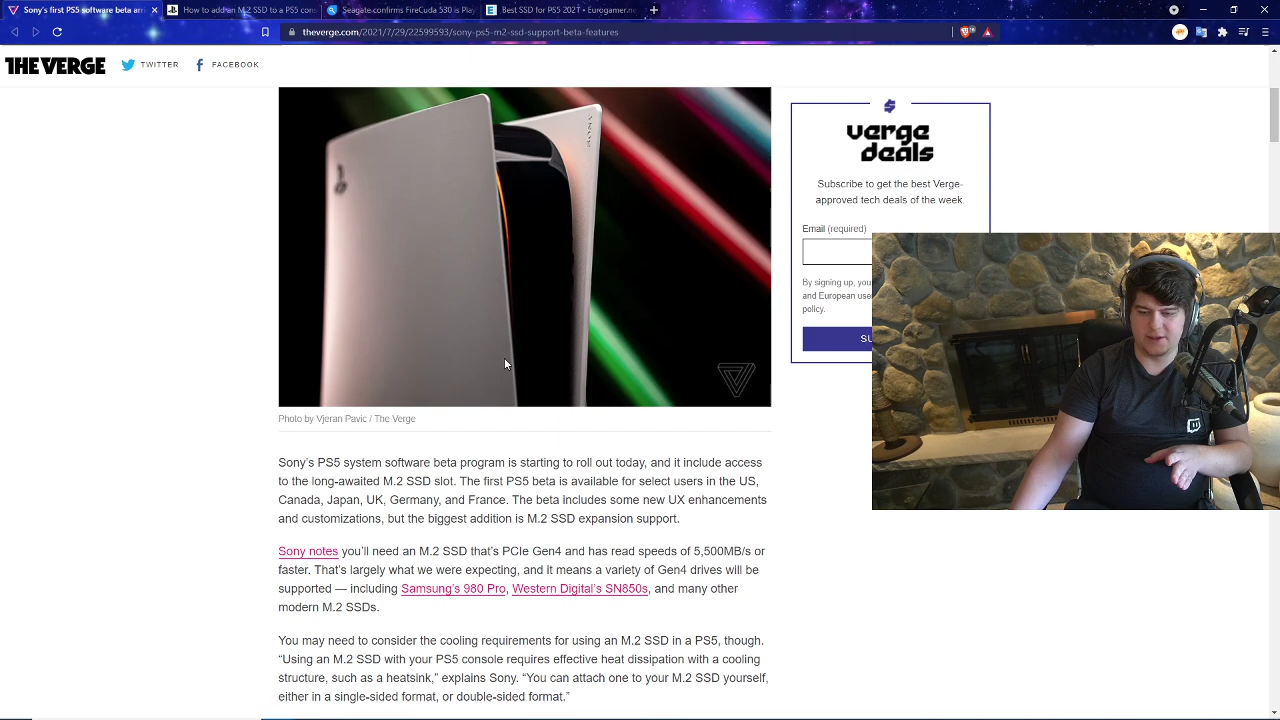 Sony's first PS5 software beta arr
How to add an M.2 SSD to a PS5 cons
Seagate confirms FireCuda 530 is Play
Best SSD for PS5 2021 • Eurogamer.ne
theverge.com/2021/7/29/22599593/sony-ps5-m2-ssd-support-beta-features
THE VERGE
TWITTER
FACEBOOK
verge
deals
Subscribe to get the best Verge-
approved tech deals of the week.
Email (required)
By signing up, you
and European user
policy.
SU
Photo by Vjeran Pavic / The Verge
Sony's PS5 system software beta program is starting to roll out today, and it include access
to the long-awaited M.2 SSD slot. The first PS5 beta is available for select users in the US,
Canada, Japan, UK, Germany, and France. The beta includes some new UX enhancements
and customizations, but the biggest addition is M.2 SSD expansion support.
Sony notes you'll need an M.2 SSD that's PCIe Gen4 and has read speeds of 5,500MB/s or
faster. That's largely what we were expecting, and it means a variety of Gen4 drives will be
supported — including Samsung's 980 Pro, Western Digital's SN850s, and many other
modern M.2 SSDs.
You may need to consider the cooling requirements for using an M.2 SSD in a PS5, though.
“Using an M.2 SSD with your PS5 console requires effective heat dissipation with a cooling
structure, such as a heatsink,” explains Sony. “You can attach one to your M.2 SSD yourself,
either in a single-sided format, or double-sided format.”